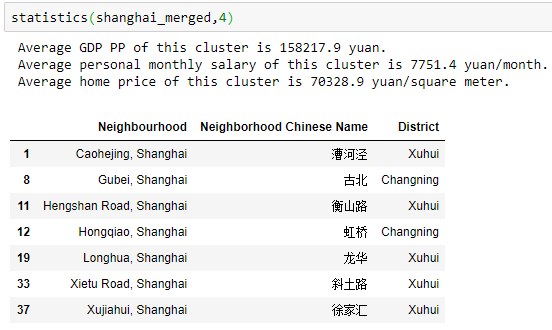 statistics(shanghai_merged,4)
Average GDP PP of this cluster is 158217.9 yuan.
Average personal monthly salary of this cluster is 7751.4 yuan/month.
Average home price of this cluster is 70328.9 yuan/square meter.
Neighbourhood Neighborhood Chinese Name District
1 Caohejing, Shanghai 漕河泾 Xuhui
8 Gubei, Shanghai 古北 Changning
11 Hengshan Road, Shanghai 衡山路 Xuhui
12 Hongqiao, Shanghai 虹桥 Changning
19 Longhua, Shanghai 龙华 Xuhui
33 Xietu Road, Shanghai 斜土路 Xuhui
37 Xujiahui, Shanghai 徐家汇 Xuhui